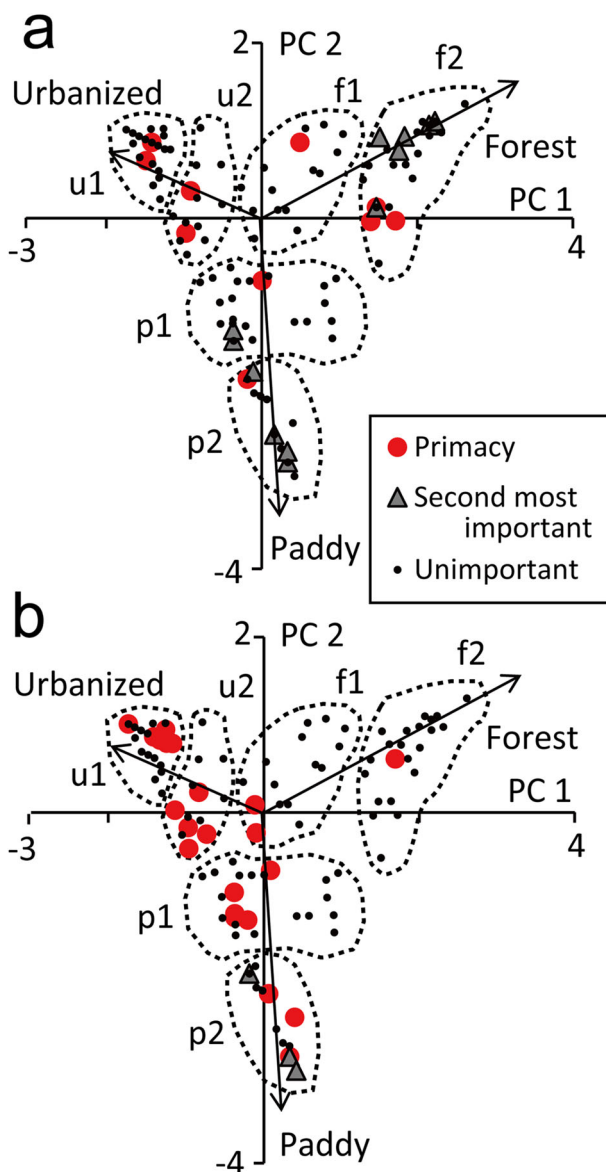 a
2
PC 2
f2
Urbanized
u2
f1
Forest
u1
PC 1
-3
4
p1
p2
Primacy
Second most
important
Paddy
Unimportant
-4
b
2
PC 2
f2
Urbanized
u2
f1
Forest
u1
PC 1
-3
4
p1
p2
Paddy
-4